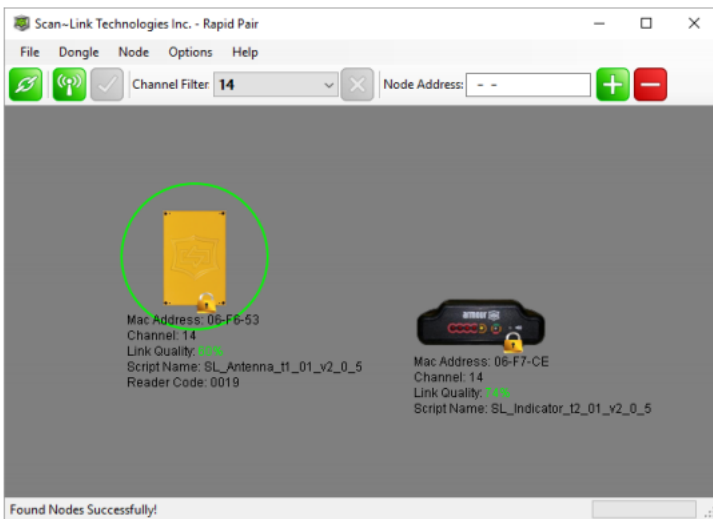 Scan~Link Technologies Inc. - Rapid Pair
File Dongle Node Options Help
Channel Filter 14 Node Address: - -
Mac Address: 06-F6-53
Channel: 14
Link Quality: 60%
Script Name: SL_Antenna_t1_01_v2_0_5
Reader Code: 0019
armour
Mac Address: 06-F7-CE
Channel: 14
Link Quality: 74%
Script Name: SL_Indicator_t2_01_v2_0_5
Found Nodes Successfully!